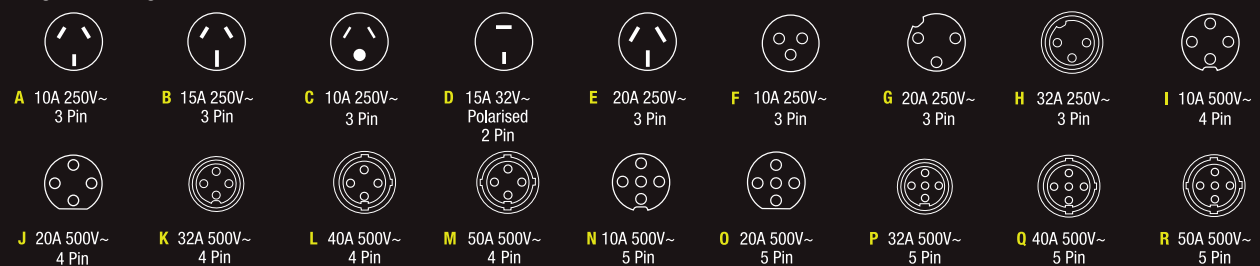 A 10A 250V~
3 Pin
B 15A 250V~
3 Pin
C 10A 250V~
3 Pin
D 15A 32V~
Polarised
2 Pin
E 20A 250V~
3 Pin
F 10A 250V~
3 Pin
G 20A 250V~
3 Pin
H 32A 250V~
3 Pin
I 10A 500V~
4 Pin
J 20A 500V~
4 Pin
K 32A 500V~
4 Pin
L 40A 500V~
4 Pin
M 50A 500V~
4 Pin
N 10A 500V~
5 Pin
O 20A 500V~
5 Pin
P 32A 500V~
5 Pin
Q 40A 500V~
5 Pin
R 50A 500V~
5 Pin